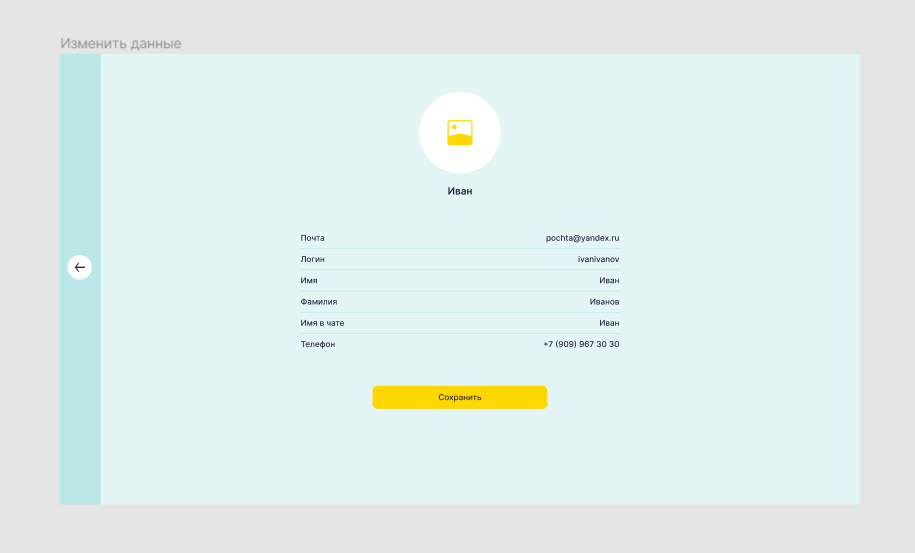 Изменить данные
Иван
Почта pochta@yandex.ru
Логин ivanivanov
Имя Иван
Фамилия Иванов
Имя в чате Иван
Телефон +7 (909) 967 30 30
Сохранить